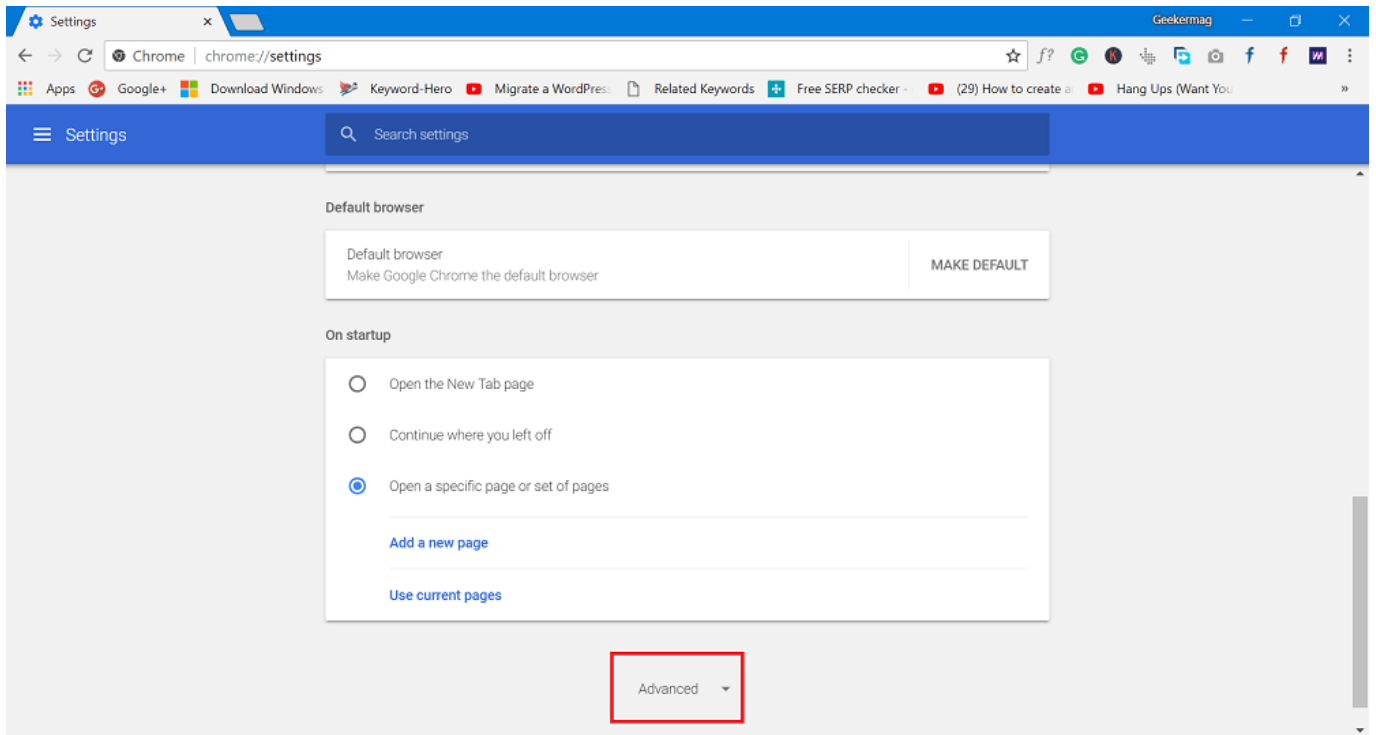 Settings
Geekermag
Chrome chrome://settings
f?
Apps Google+ Download Windows Keyword-Hero Migrate a WordPress Related Keywords Free SERP checker - (29) How to create a Hang Ups (Want You
Settings Search settings
Default browser
Default browser
Make Google Chrome the default browser
MAKE DEFAULT
On startup
Open the New Tab page
Continue where you left off
Open a specific page or set of pages
Add a new page
Use current pages
Advanced